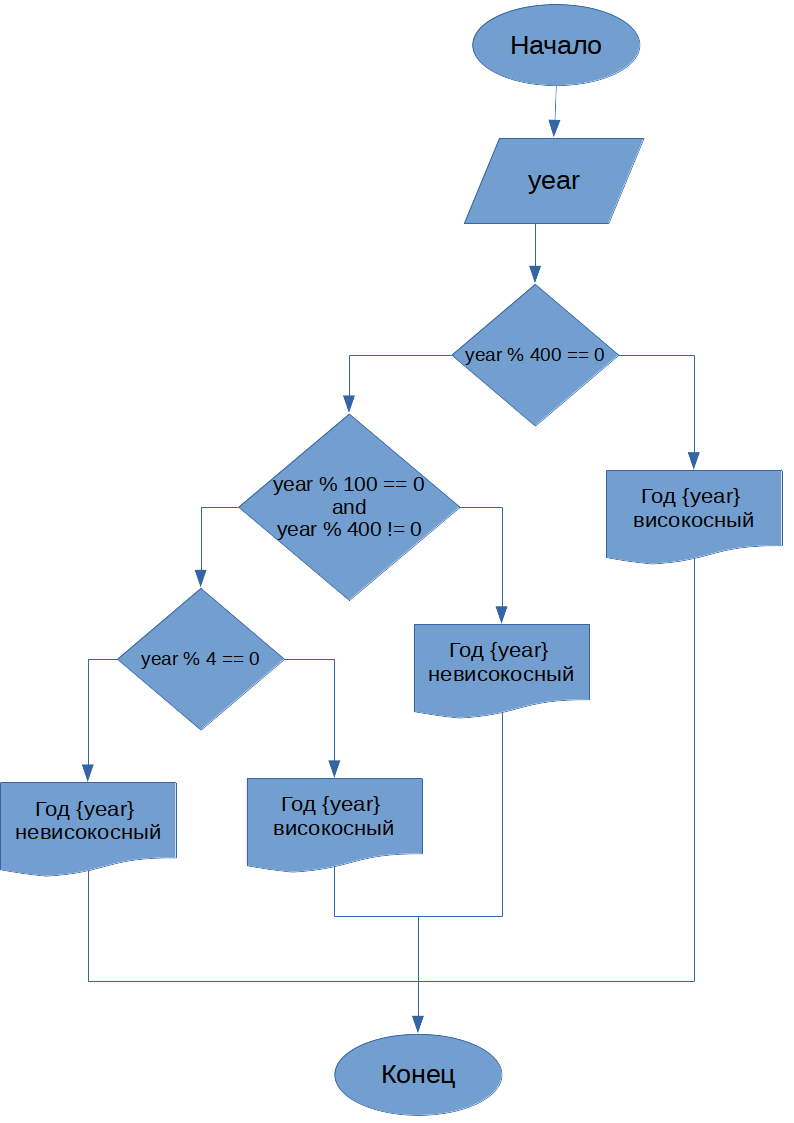 Начало
year
year % 400 == 0
year % 100 == 0
and
year % 400 != 0
Год {year}
високосный
Год {year}
невисокосный
year % 4 == 0
Год {year}
невисокосный
Год {year}
високосный
Конец